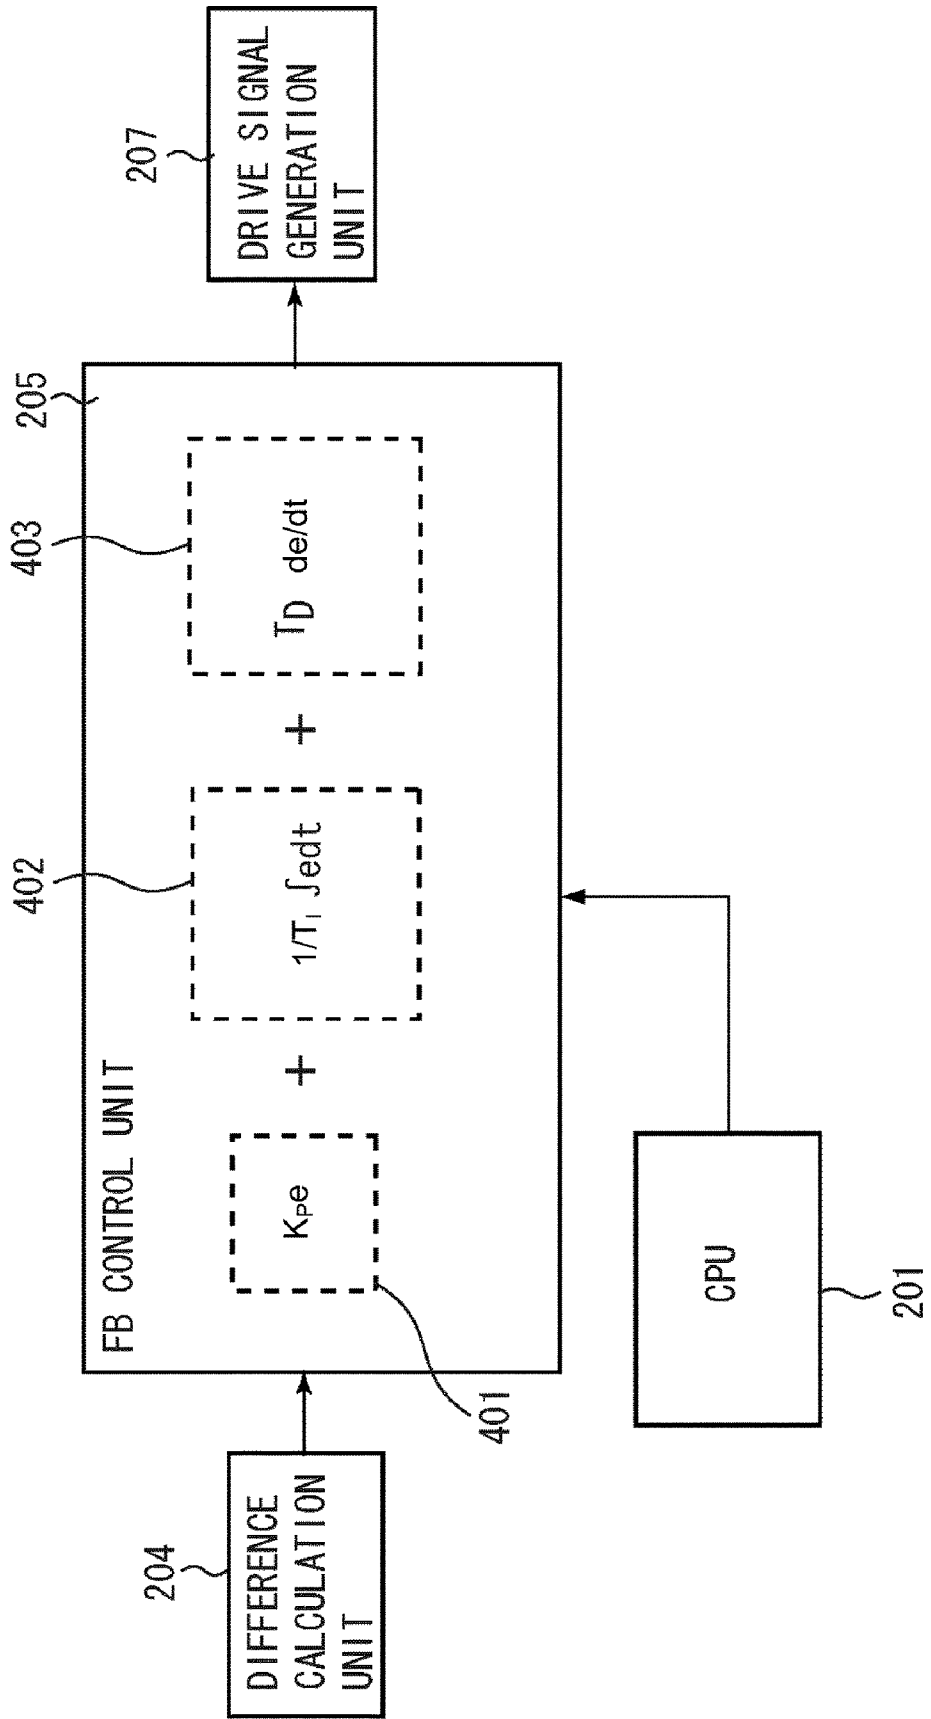 FB CONTROL UNIT
205
401
402
403
KPe
+
1/TI ∫edt
+
TD de/dt
204
DIFFERENCE
CALCULATION
UNIT
207
DRIVE SIGNAL
GENERATION
UNIT
CPU
201